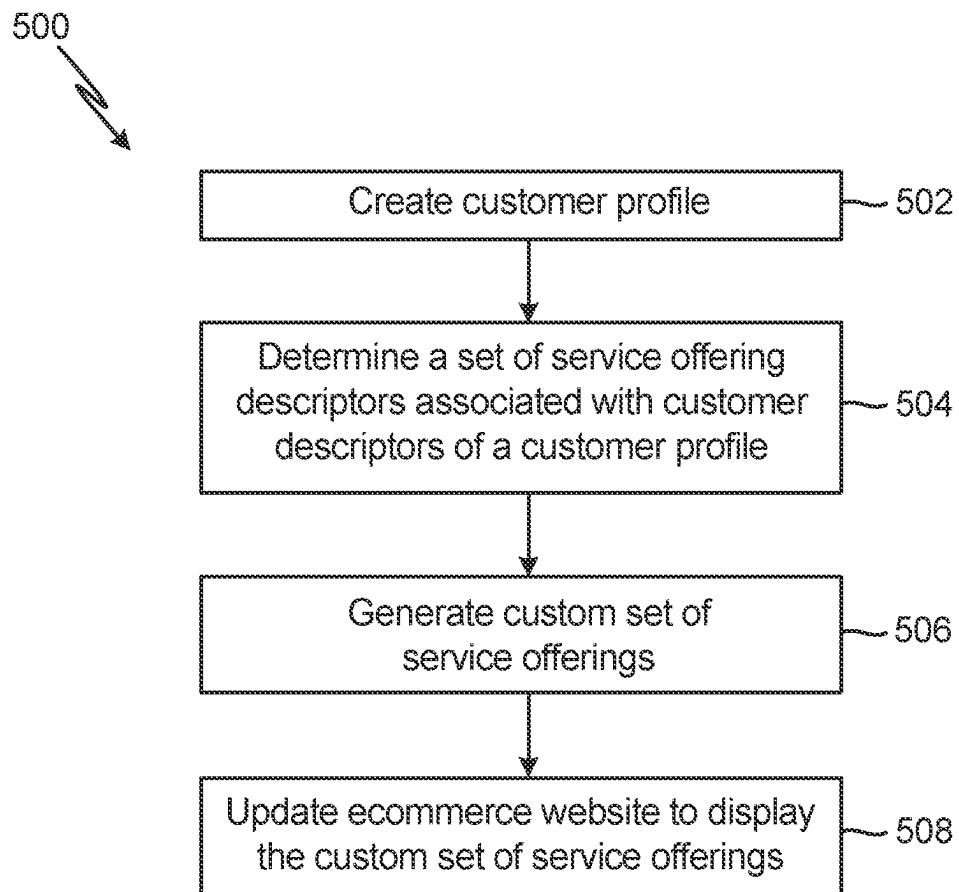 500
Create customer profile
502
Determine a set of service offering
descriptors associated with customer
descriptors of a customer profile
504
Generate custom set of
service offerings
506
Update ecommerce website to display
the custom set of service offerings
508